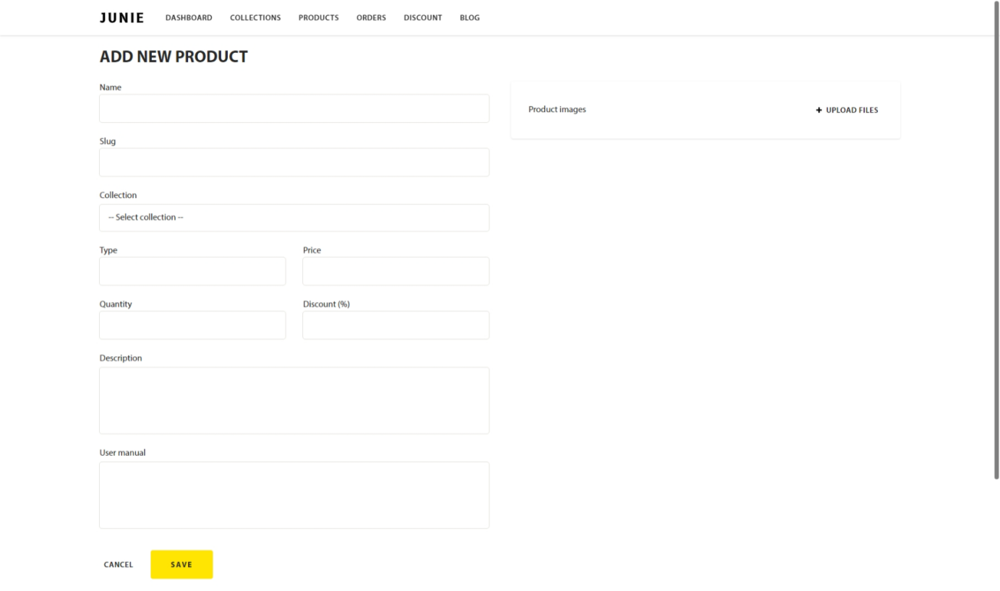 JUNIE DASHBOARD COLLECTIONS PRODUCTS ORDERS DISCOUNT BLOG
ADD NEW PRODUCT
Name
Product images + UPLOAD FILES
Slug
Collection
-- Select collection --
Type Price
Quantity Discount (%)
Description
User manual
CANCEL SAVE